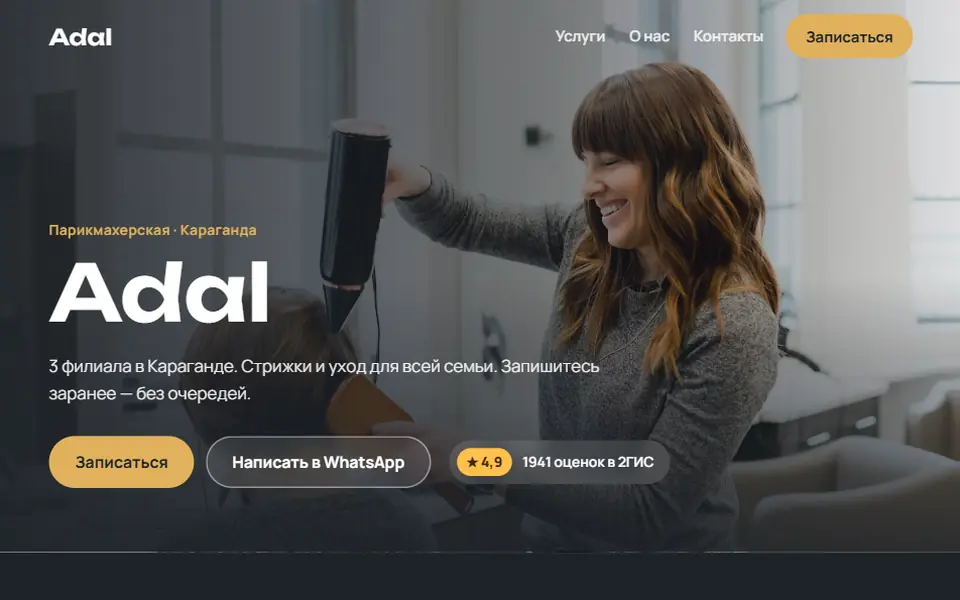 Adal
Услуги
О нас
Контакты
Записаться
Парикмахерская · Караганда
Adal
3 филиала в Караганде. Стрижки и уход для всей семьи. Запишитесь
заранее — без очередей.
Записаться
Написать в WhatsApp
★ 4,9
1941 оценок в 2ГИС